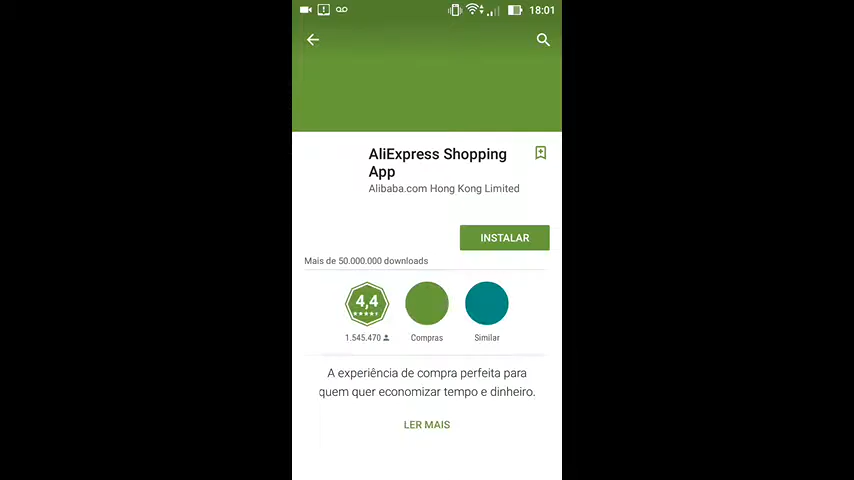 18:01
AliExpress Shopping
App
Alibaba.com Hong Kong Limited
INSTALAR
Mais de 50.000.000 downloads
4,4
1.545.470
Compras
Similar
A experiência de compra perfeita para
quem quer economizar tempo e dinheiro.
LER MAIS